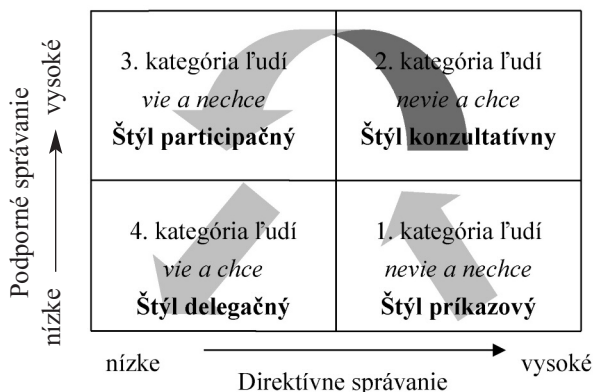 3. kategória ľudí
vie a nechce
Štýl participačný
2. kategória ľudí
nevie a chce
Štýl konzultatívny
4. kategória ľudí
vie a chce
Štýl delegačný
1. kategória ľudí
nevie a nechce
Štýl príkazový
Podporné správanie
vysoké
nízke
nízke
vysoké
Direktívne správanie